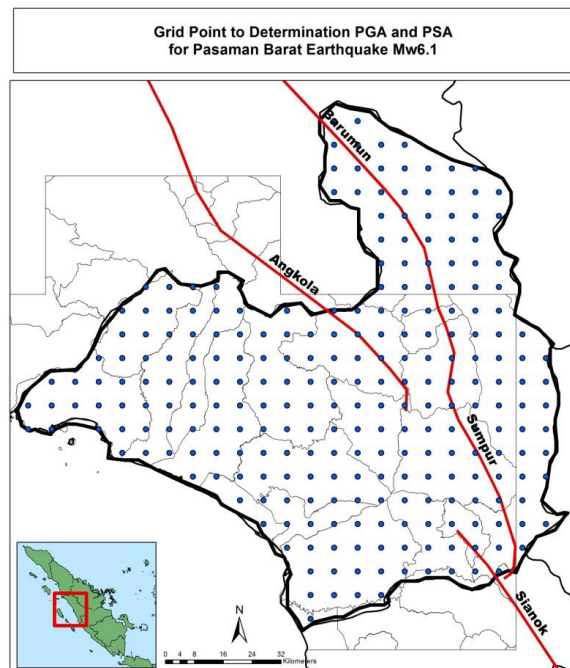 Grid Point to Determination PGA and PSA
for Pasaman Barat Earthquake Mw6.1
Barumun
Angkola
Sumpur
Sianok
N
0 4 8 16 24 32
Kilometers